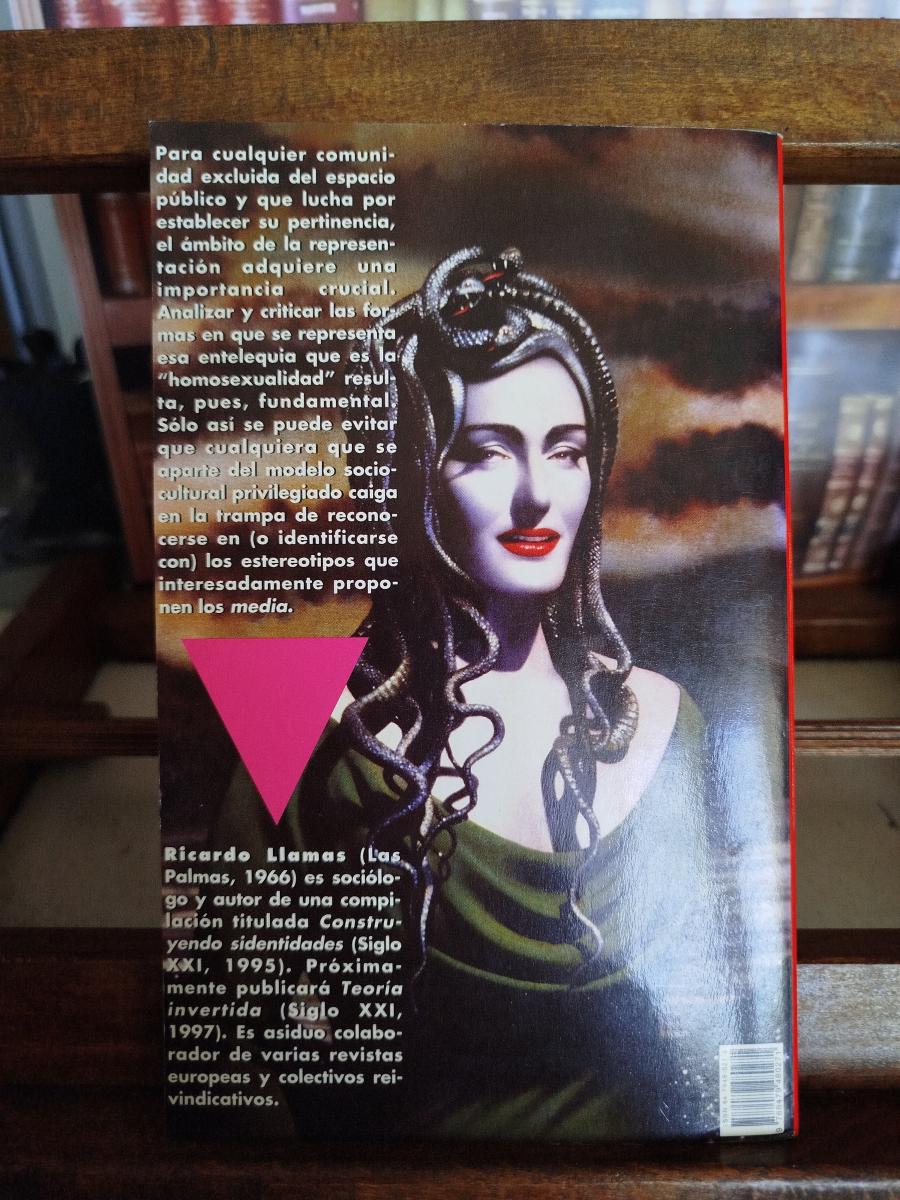 Para cualquier comuni-
dad excluida del espacio
público y que lucha por
establecer su pertinencia,
el ámbito de la represen-
tación adquiere una
importancia crucial.
Analizar y criticar las for-
mas en que se representa
esa entelequia que es la
"homosexualidad" resul-
ta, pues, fundamental.
Sólo así se puede evitar
que cualquiera que se
aparte del modelo socio-
cultural privilegiado caiga
en la trampa de recono-
cerse en (o identificarse
con) los estereotipos que
interesadamente propo-
nen los media.
Ricardo Llamas (Las
Palmas, 1966) es sociólo-
go y autor de una compi-
lación titulada Constru-
yendo sidentidades (Siglo
XXI, 1995). Próxima-
mente publicará Teoría
invertida (Siglo XXI,
1997). Es asiduo colabo-
rador de varias revistas
europeas y colectivos rei-
vindicativos.